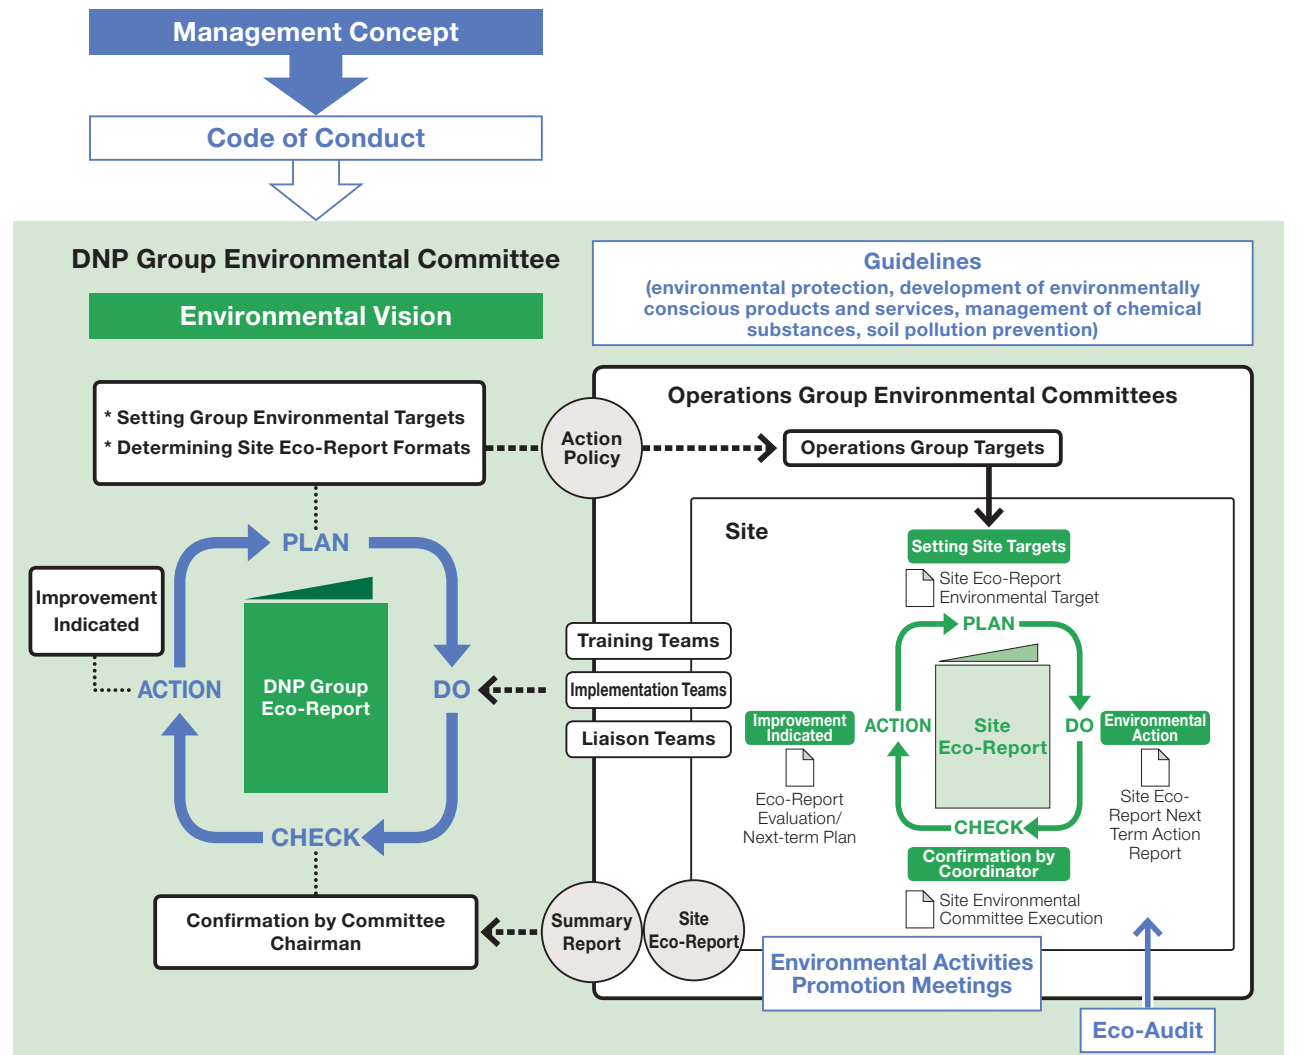 Management Concept
Code of Conduct
DNP Group Environmental Committee
Environmental Vision
Guidelines
(environmental protection, development of environmentally
conscious products and services, management of chemical
substances, soil pollution prevention)
* Setting Group Environmental Targets
* Determining Site Eco-Report Formats
Action
Policy
Operations Group Environmental Committees
Operations Group Targets
Site
Setting Site Targets
Site Eco-Report
Environmental Target
PLAN
DO
CHECK
ACTION
Improvement
Indicated
DNP Group
Eco-Report
Training Teams
Implementation Teams
Liaison Teams
PLAN
DO
CHECK
ACTION
Site
Eco-Report
Improvement
Indicated
Eco-Report
Evaluation/
Next-term Plan
Environmental
Action
Site Eco-
Report Next
Term Action
Report
Confirmation by
Coordinator
Site Environmental
Committee Execution
Confirmation by Committee
Chairman
Summary
Report
Site
Eco-Report
Environmental Activities
Promotion Meetings
Eco-Audit